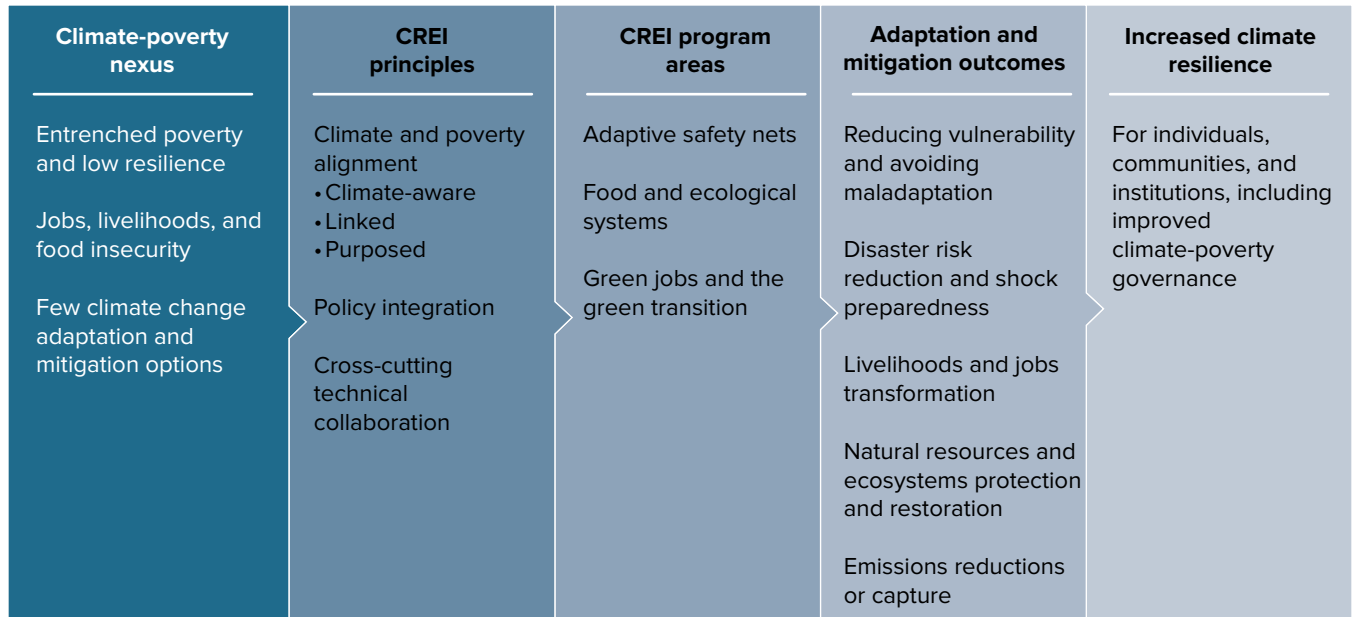 Climate-poverty
nexus
Entrenched poverty
and low resilience
Jobs, livelihoods, and
food insecurity
Few climate change
adaptation and
mitigation options
CREI
principles
Climate and poverty
alignment
• Climate-aware
• Linked
• Purposed
Policy integration
Cross-cutting
technical
collaboration
CREI program
areas
Adaptive safety nets
Food and ecological
systems
Green jobs and the
green transition
Adaptation and
mitigation outcomes
Reducing vulnerability
and avoiding
maladaptation
Disaster risk
reduction and shock
preparedness
Livelihoods and jobs
transformation
Natural resources and
ecosystems protection
and restoration
Emissions reductions
or capture
Increased climate
resilience
For individuals,
communities, and
institutions, including
improved
climate-poverty
governance